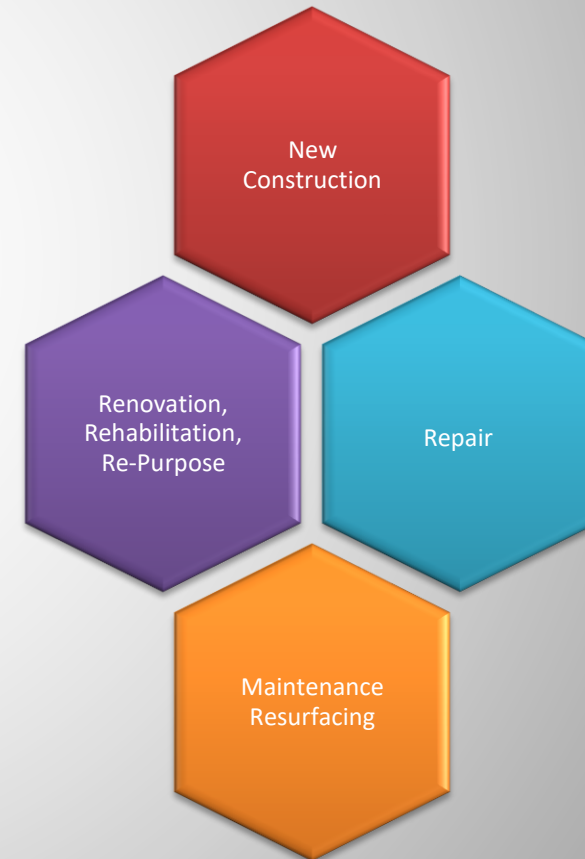 New
Construction
Renovation,
Rehabilitation,
Re-Purpose
Repair
Maintenance
Resurfacing